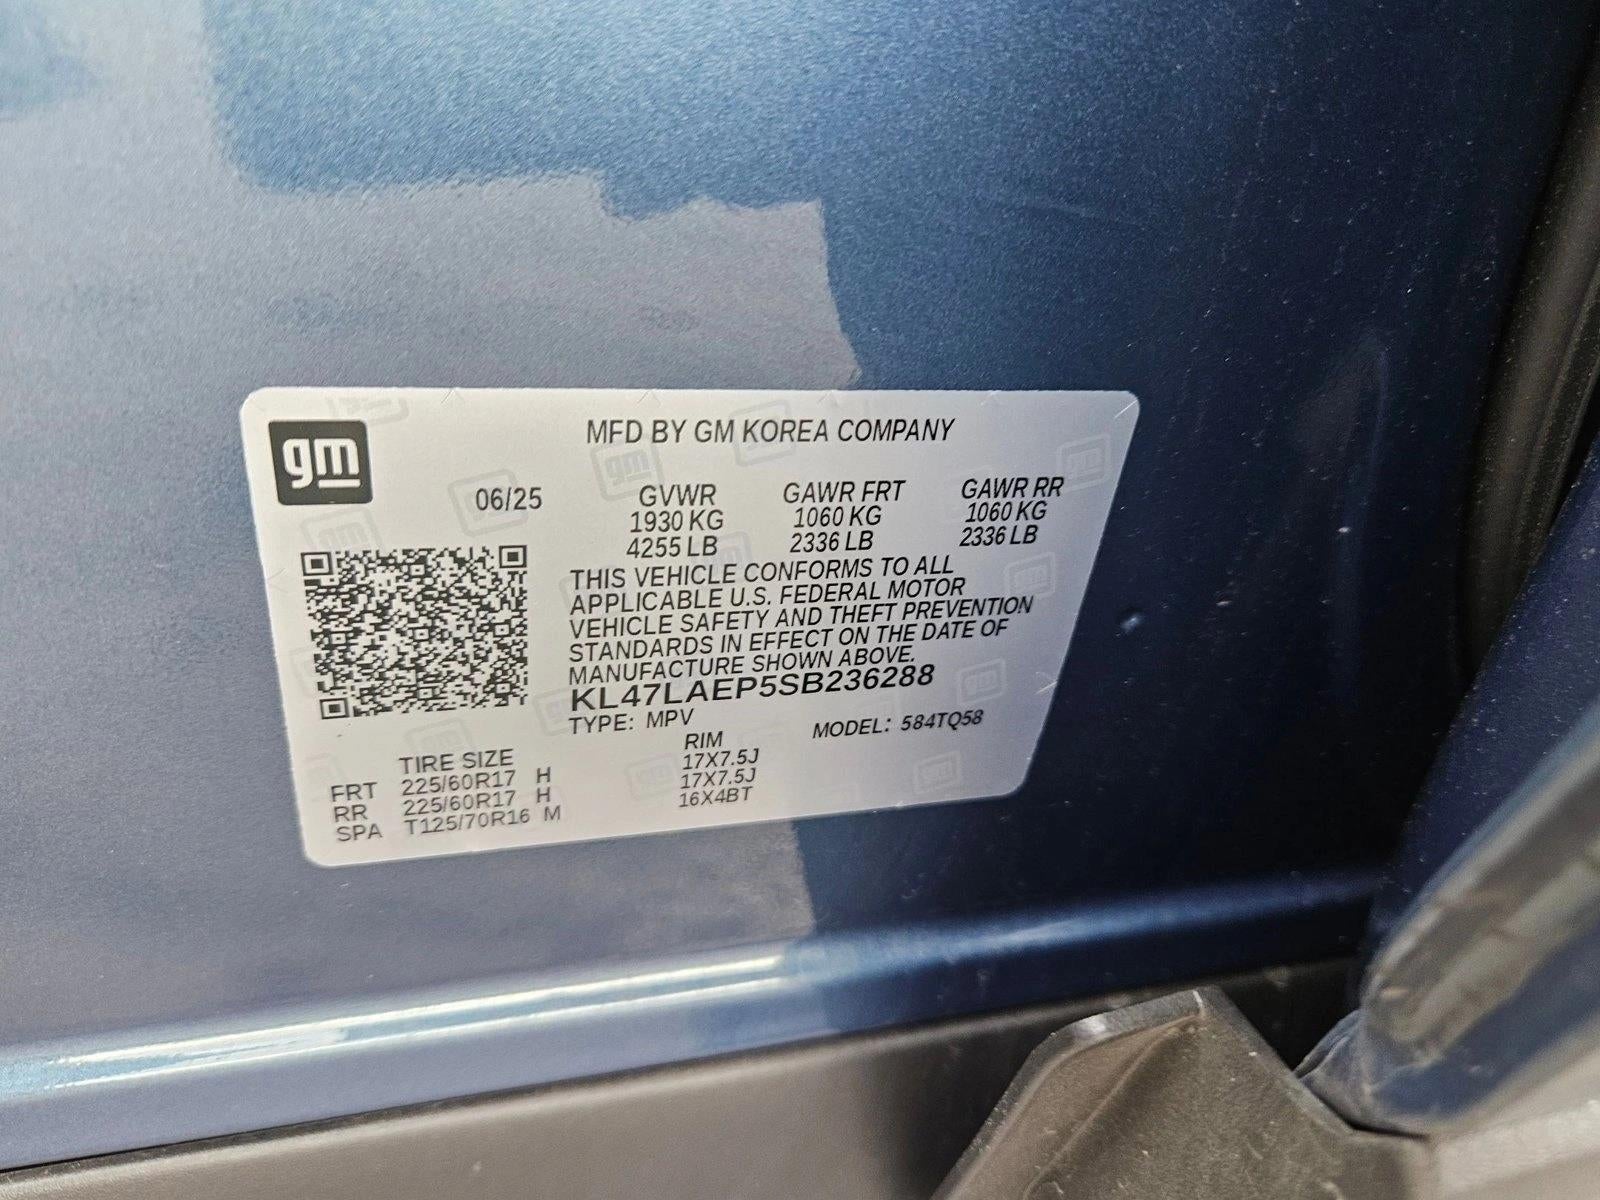 gm
MFD BY GM KOREA COMPANY
06/25
GVWR GAWR FRT GAWR RR
1930 KG 1060 KG 1060 KG
4255 LB 2336 LB 2336 LB
THIS VEHICLE CONFORMS TO ALL
APPLICABLE U.S. FEDERAL MOTOR
VEHICLE SAFETY AND THEFT PREVENTION
STANDARDS IN EFFECT ON THE DATE OF
MANUFACTURE SHOWN ABOVE.
KL47LAEP5SB236288
TYPE: MPV MODEL: 584TQ58
TIRE SIZE RIM
FRT 225/60R17 H 17X7.5J
RR 225/60R17 H 17X7.5J
SPA T125/70R16 M 16X4BT